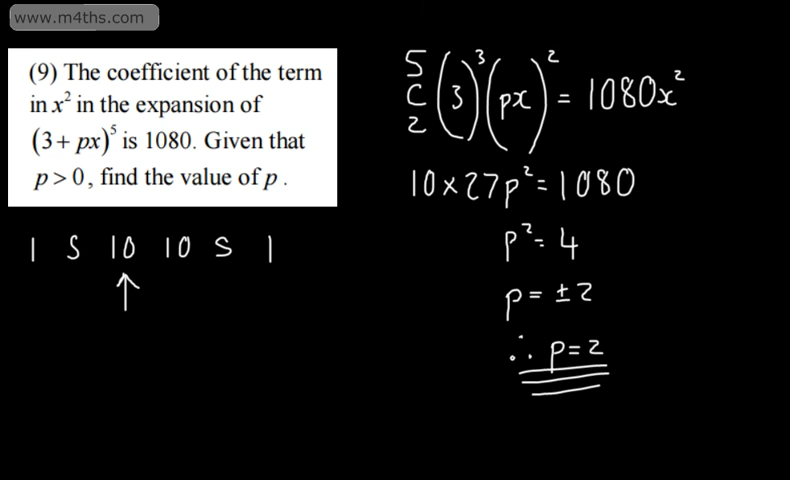 www.m4ths.com
(9) The coefficient of the term
in x² in the expansion of
(3 + px)⁵ is 1080. Given that
p > 0, find the value of p.
1 5 10 10 5 1
↑
5C2 (3)³ (px)² = 1080x²
10 × 27p² = 1080
p² = 4
p = ± 2
∴ p = 2